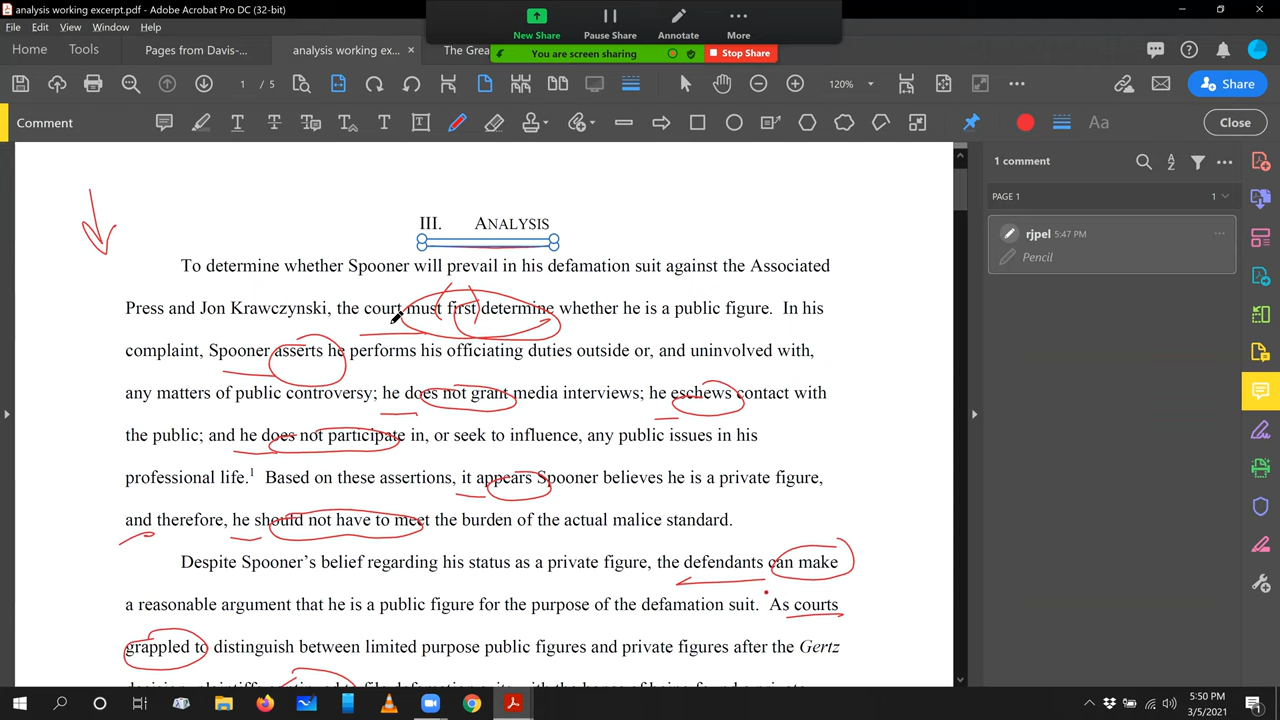 analysis working excerpt.pdf - Adobe Acrobat Pro DC (32-bit)
File Edit View Window Help
New Share Pause Share Annotate More
You are screen sharing Stop Share
Home Tools Pages from Davis-... analysis working ex... × The Grea
1 / 5 120% Share
Comment Aa Close
1 comment
PAGE 1 1
rjpel 5:47 PM
Pencil
III. ANALYSIS
To determine whether Spooner will prevail in his defamation suit against the Associated
Press and Jon Krawczynski, the court must first determine whether he is a public figure. In his
complaint, Spooner asserts he performs his officiating duties outside or, and uninvolved with,
any matters of public controversy; he does not grant media interviews; he eschews contact with
the public; and he does not participate in, or seek to influence, any public issues in his
professional life.1 Based on these assertions, it appears Spooner believes he is a private figure,
and therefore, he should not have to meet the burden of the actual malice standard.
Despite Spooner's belief regarding his status as a private figure, the defendants can make
a reasonable argument that he is a public figure for the purpose of the defamation suit. As courts
grappled to distinguish between limited purpose public figures and private figures after the Gertz
5:50 PM
3/5/2021